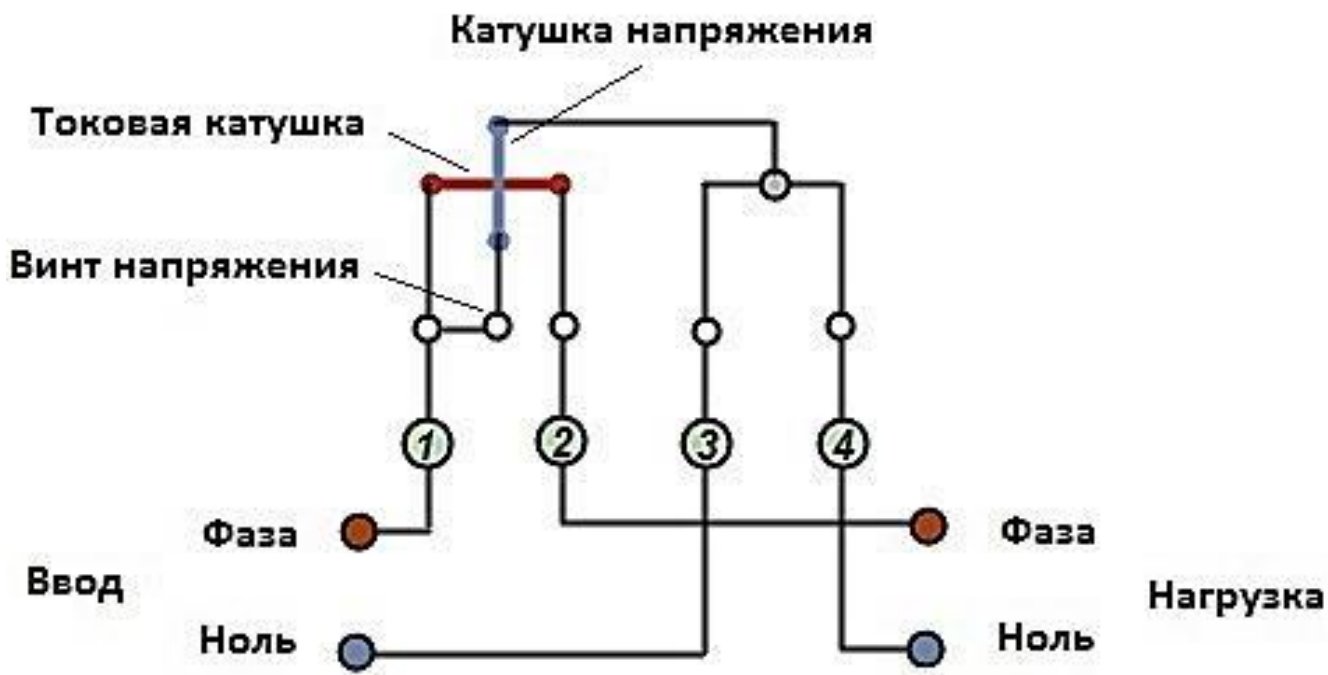 Катушка напряжения
Токовая катушка
Винт напряжения
1 2 3 4
Фаза Фаза
Ввод Нагрузка
Ноль Ноль